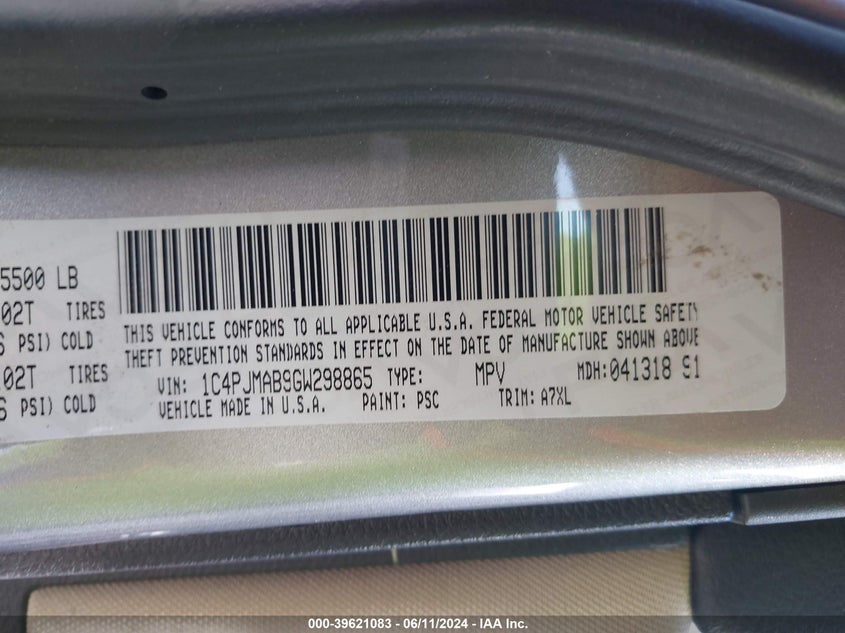 5500 LB
02T TIRES
PSI) COLD
02T TIRES
PSI) COLD
THIS VEHICLE CONFORMS TO ALL APPLICABLE U.S.A. FEDERAL MOTOR VEHICLE SAFETY
THEFT PREVENTION STANDARDS IN EFFECT ON THE DATE OF MANUFACTURE SHOWN ABOVE
VIN: 1C4PJMAB9GW298865 TYPE: MPV MDH: 041318 91
VEHICLE MADE IN U.S.A. PAINT: PSC TRIM: A7XL
000-39621083 - 06/11/2024 - IAA Inc.